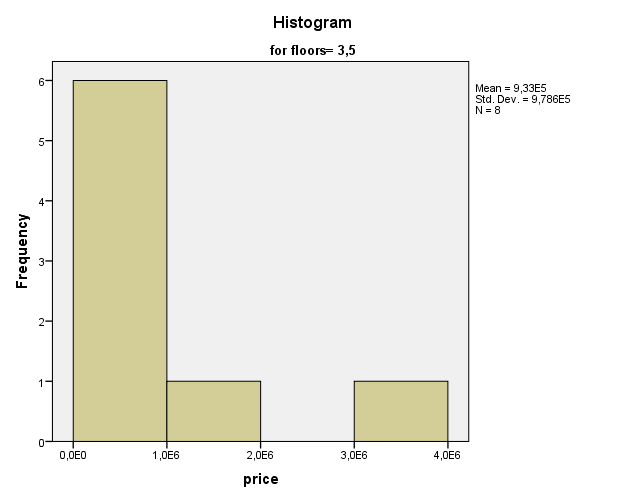 Histogram
for floors= 3,5
Mean = 9,33E5
Std. Dev. = 9,786E5
N = 8
Frequency
6
5
4
3
2
1
0
0,0E0 1,0E6 2,0E6 3,0E6 4,0E6
price